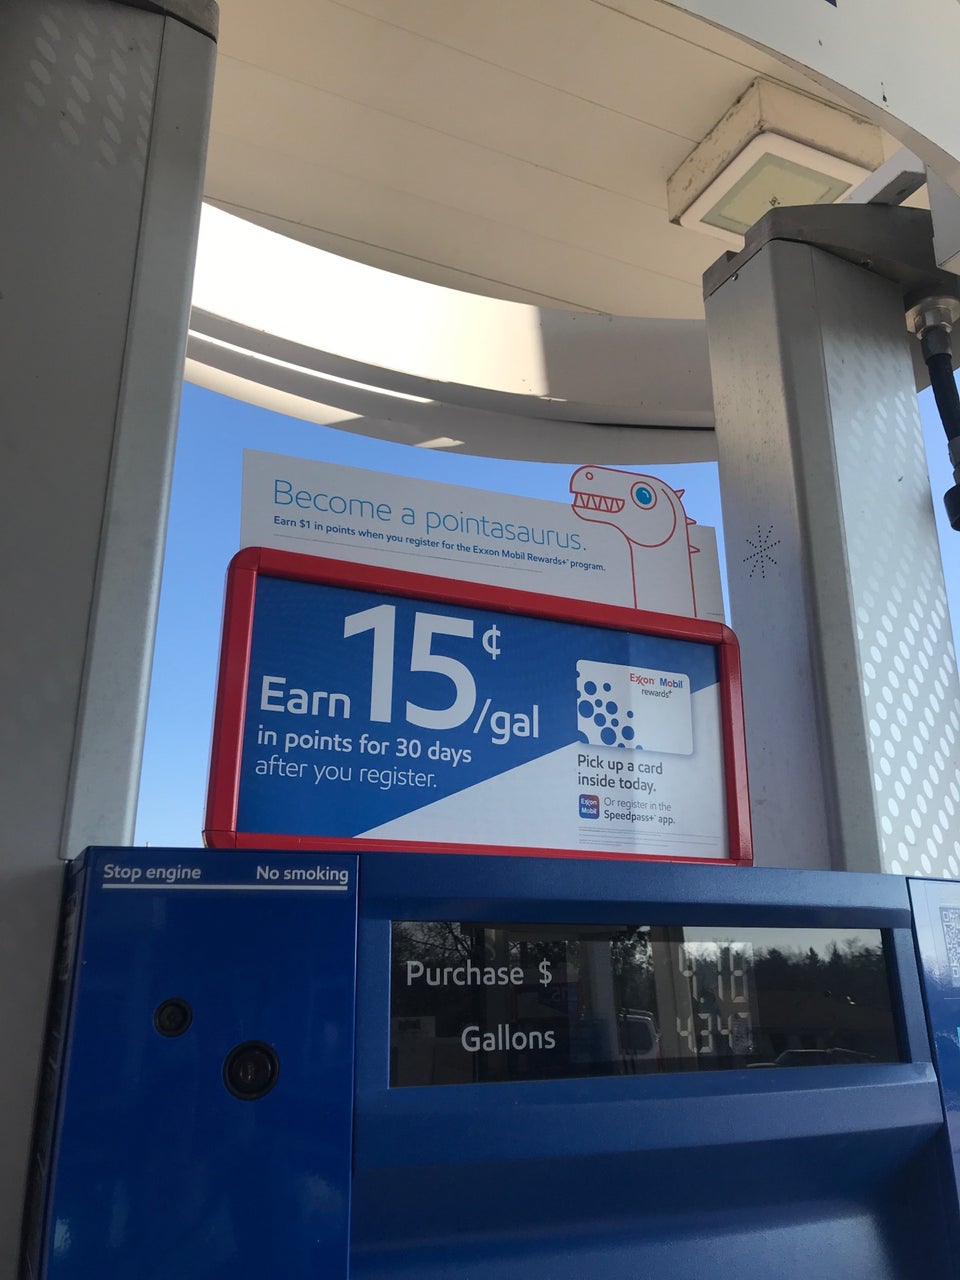 Become a pointasaurus.
Earn $1 in points when you register for the Exxon Mobil Rewards+™ program.
Earn 15¢/gal
in points for 30 days
after you register.
Exxon Mobil
rewards+
Pick up a card
inside today.
Exxon
Mobil
Or register in the
Speedpass+™ app.
Stop engine No smoking
Purchase $
Gallons